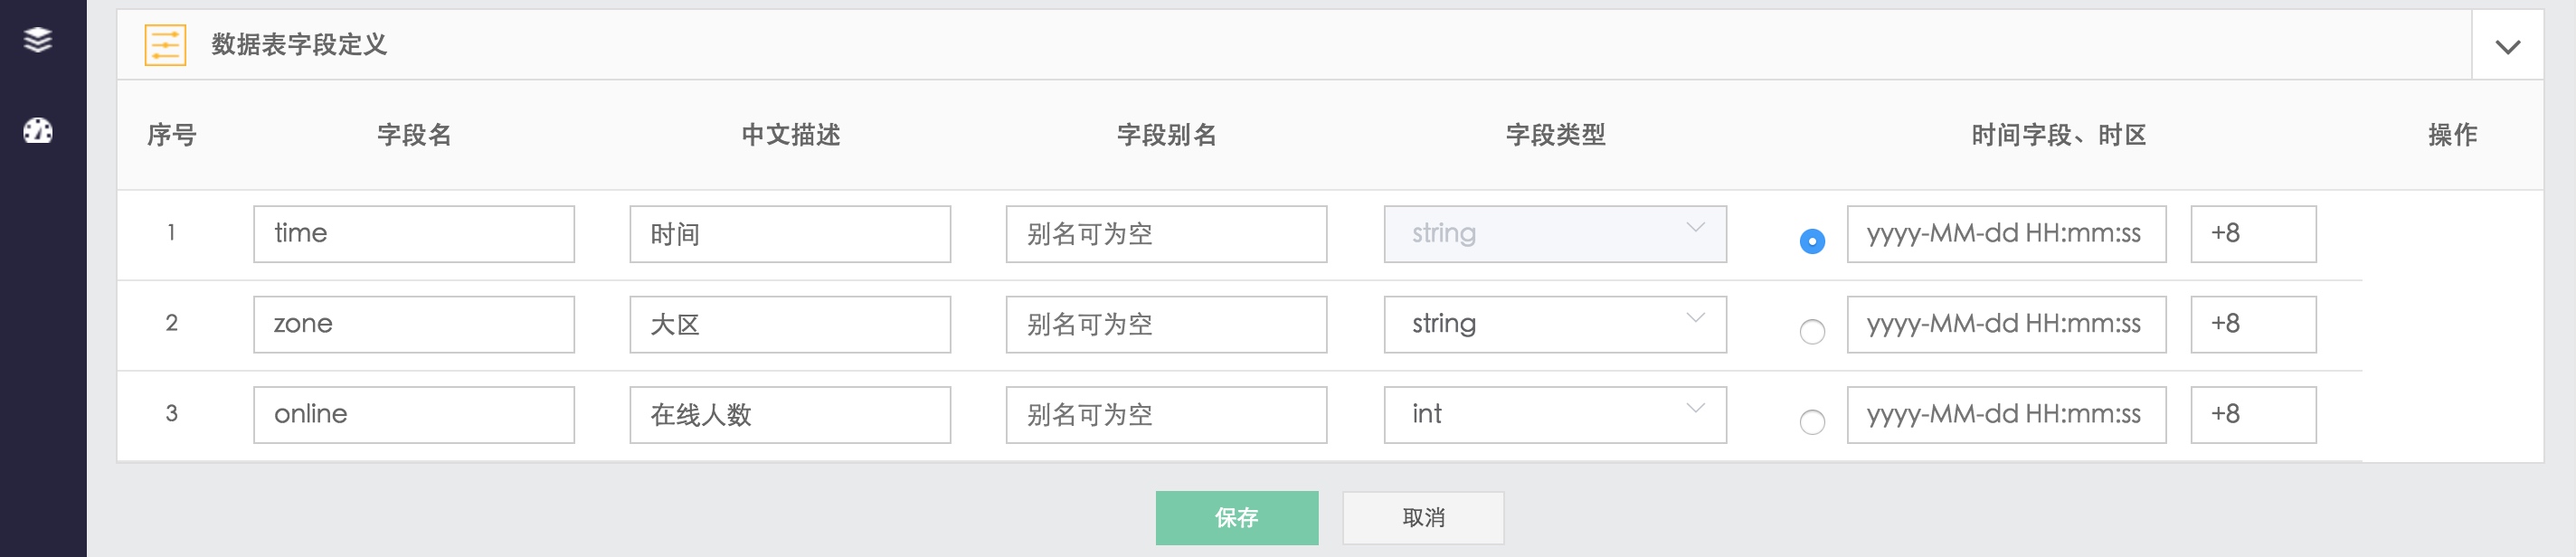 数据表字段定义
序号 字段名 中文描述 字段别名 字段类型 时间字段、时区 操作
1 time 时间 别名可为空 string yyyy-MM-dd HH:mm:ss +8
2 zone 大区 别名可为空 string yyyy-MM-dd HH:mm:ss +8
3 online 在线人数 别名可为空 int yyyy-MM-dd HH:mm:ss +8
保存 取消